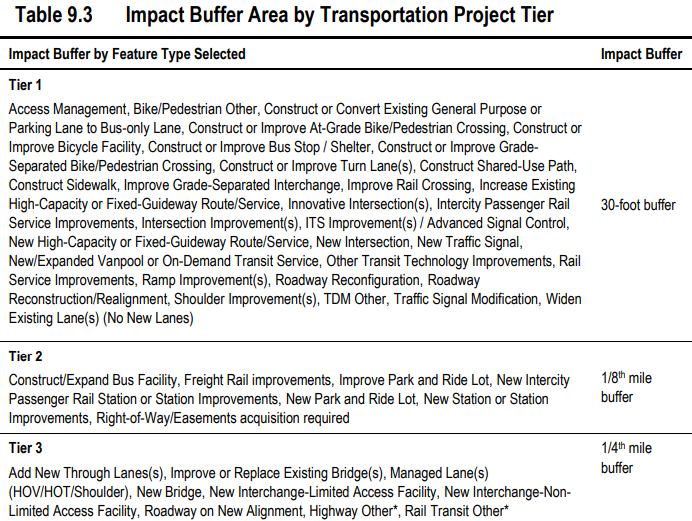 Table 9.3 Impact Buffer Area by Transportation Project Tier
Impact Buffer by Feature Type Selected Impact Buffer
Tier 1
Access Management, Bike/Pedestrian Other, Construct or Convert Existing General Purpose or
Parking Lane to Bus-only Lane, Construct or Improve At-Grade Bike/Pedestrian Crossing, Construct or
Improve Bicycle Facility, Construct or Improve Bus Stop / Shelter, Construct or Improve Grade-
Separated Bike/Pedestrian Crossing, Construct or Improve Turn Lane(s), Construct Shared-Use Path,
Construct Sidewalk, Improve Grade-Separated Interchange, Improve Rail Crossing, Increase Existing
High-Capacity or Fixed-Guideway Route/Service, Innovative Intersection(s), Intercity Passenger Rail
Service Improvements, Intersection Improvement(s), ITS Improvement(s) / Advanced Signal Control,
New High-Capacity or Fixed-Guideway Route/Service, New Intersection, New Traffic Signal,
New/Expanded Vanpool or On-Demand Transit Service, Other Transit Technology Improvements, Rail
Service Improvements, Ramp Improvement(s), Roadway Reconfiguration, Roadway
Reconstruction/Realignment, Shoulder Improvement(s), TDM Other, Traffic Signal Modification, Widen
Existing Lane(s) (No New Lanes)
30-foot buffer
Tier 2
Construct/Expand Bus Facility, Freight Rail improvements, Improve Park and Ride Lot, New Intercity
Passenger Rail Station or Station Improvements, New Park and Ride Lot, New Station or Station
Improvements, Right-of-Way/Easements acquisition required
1/8th mile
buffer
Tier 3
Add New Through Lanes(s), Improve or Replace Existing Bridge(s), Managed Lane(s)
(HOV/HOT/Shoulder), New Bridge, New Interchange-Limited Access Facility, New Interchange-Non-
Limited Access Facility, Roadway on New Alignment, Highway Other*, Rail Transit Other*
1/4th mile
buffer